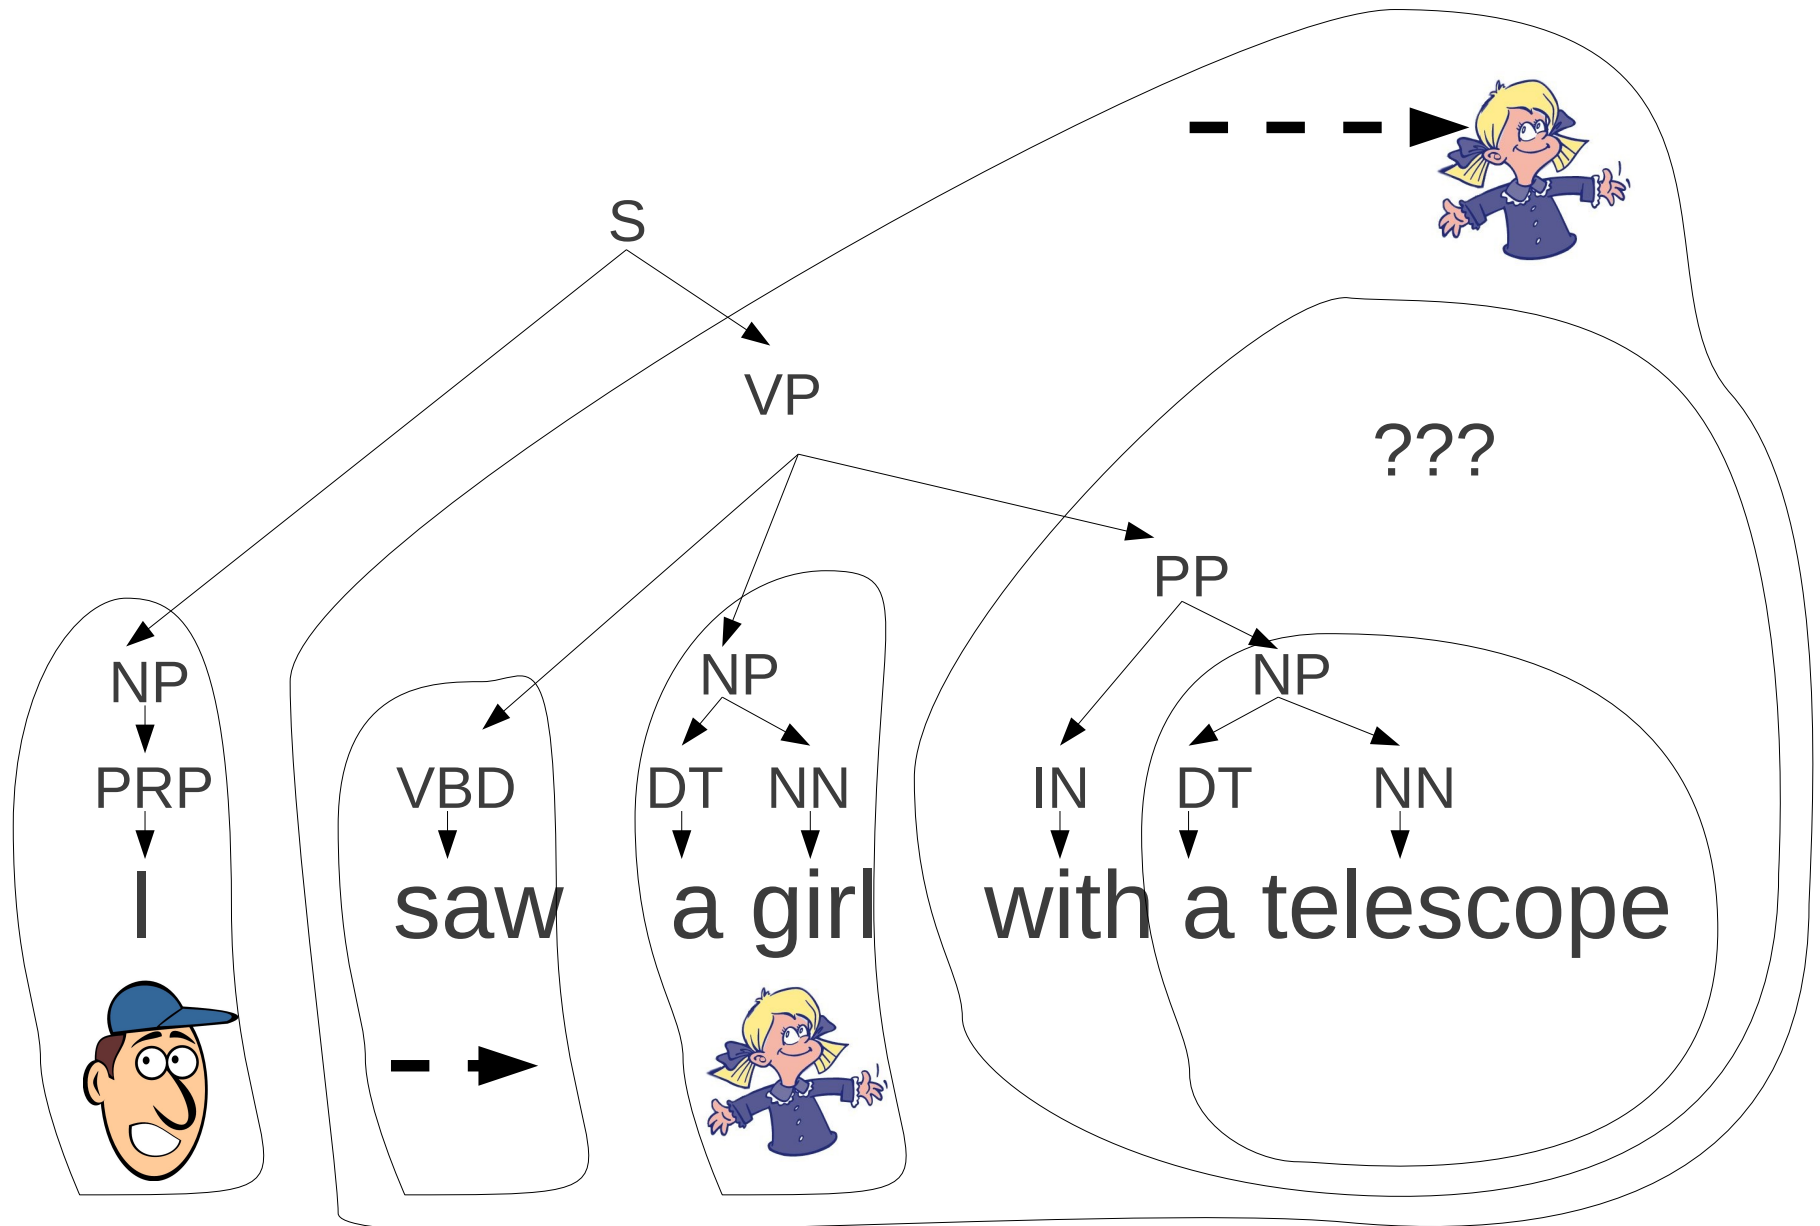 S
VP
???
PP
NP NP NP
PRP VBD DT NN IN DT NN
I saw a girl with a telescope